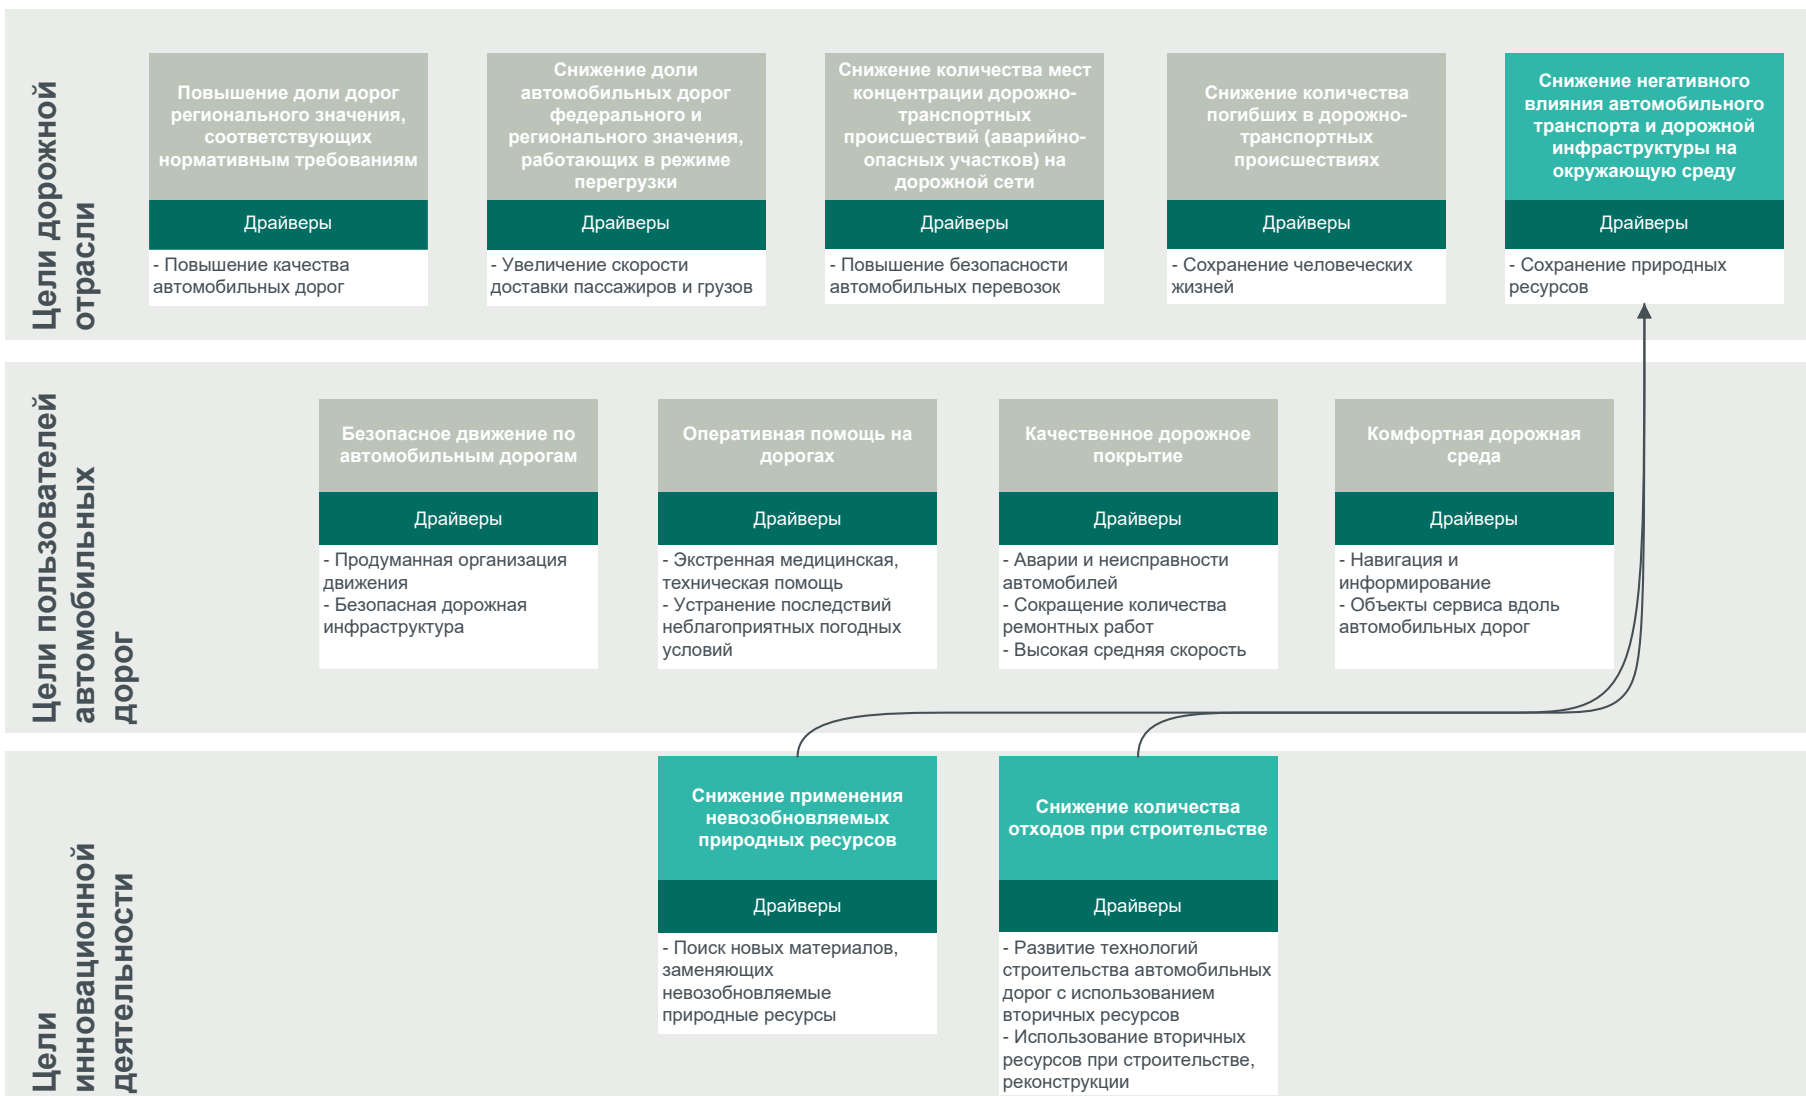 Цели дорожной
отрасли
Повышение доли дорог
регионального значения,
соответствующих
нормативным требованиям
Драйверы
- Повышение качества
автомобильных дорог
Снижение доли
автомобильных дорог
федерального и
регионального значения,
работающих в режиме
перегрузки
Драйверы
- Увеличение скорости
доставки пассажиров и грузов
Снижение количества мест
концентрации дорожно-
транспортных
происшествий (аварийно-
опасных участков) на
дорожной сети
Драйверы
- Повышение безопасности
автомобильных перевозок
Снижение количества
погибших в дорожно-
транспортных
происшествиях
Драйверы
- Сохранение человеческих
жизней
Снижение негативного
влияния автомобильного
транспорта и дорожной
инфраструктуры на
окружающую среду
Драйверы
- Сохранение природных
ресурсов
Цели пользователей
автомобильных
дорог
Безопасное движение по
автомобильным дорогам
Драйверы
- Продуманная организация
движения
- Безопасная дорожная
инфраструктура
Оперативная помощь на
дорогах
Драйверы
- Экстренная медицинская,
техническая помощь
- Устранение последствий
неблагоприятных погодных
условий
Качественное дорожное
покрытие
Драйверы
- Аварии и неисправности
автомобилей
- Сокращение количества
ремонтных работ
- Высокая средняя скорость
Комфортная дорожная
среда
Драйверы
- Навигация и
информирование
- Объекты сервиса вдоль
автомобильных дорог
Цели
инновационной
деятельности
Снижение применения
невозобновляемых
природных ресурсов
Драйверы
- Поиск новых материалов,
заменяющих
невозобновляемые
природные ресурсы
Снижение количества
отходов при строительстве
Драйверы
- Развитие технологий
строительства автомобильных
дорог с использованием
вторичных ресурсов
- Использование вторичных
ресурсов при строительстве,
реконструкции